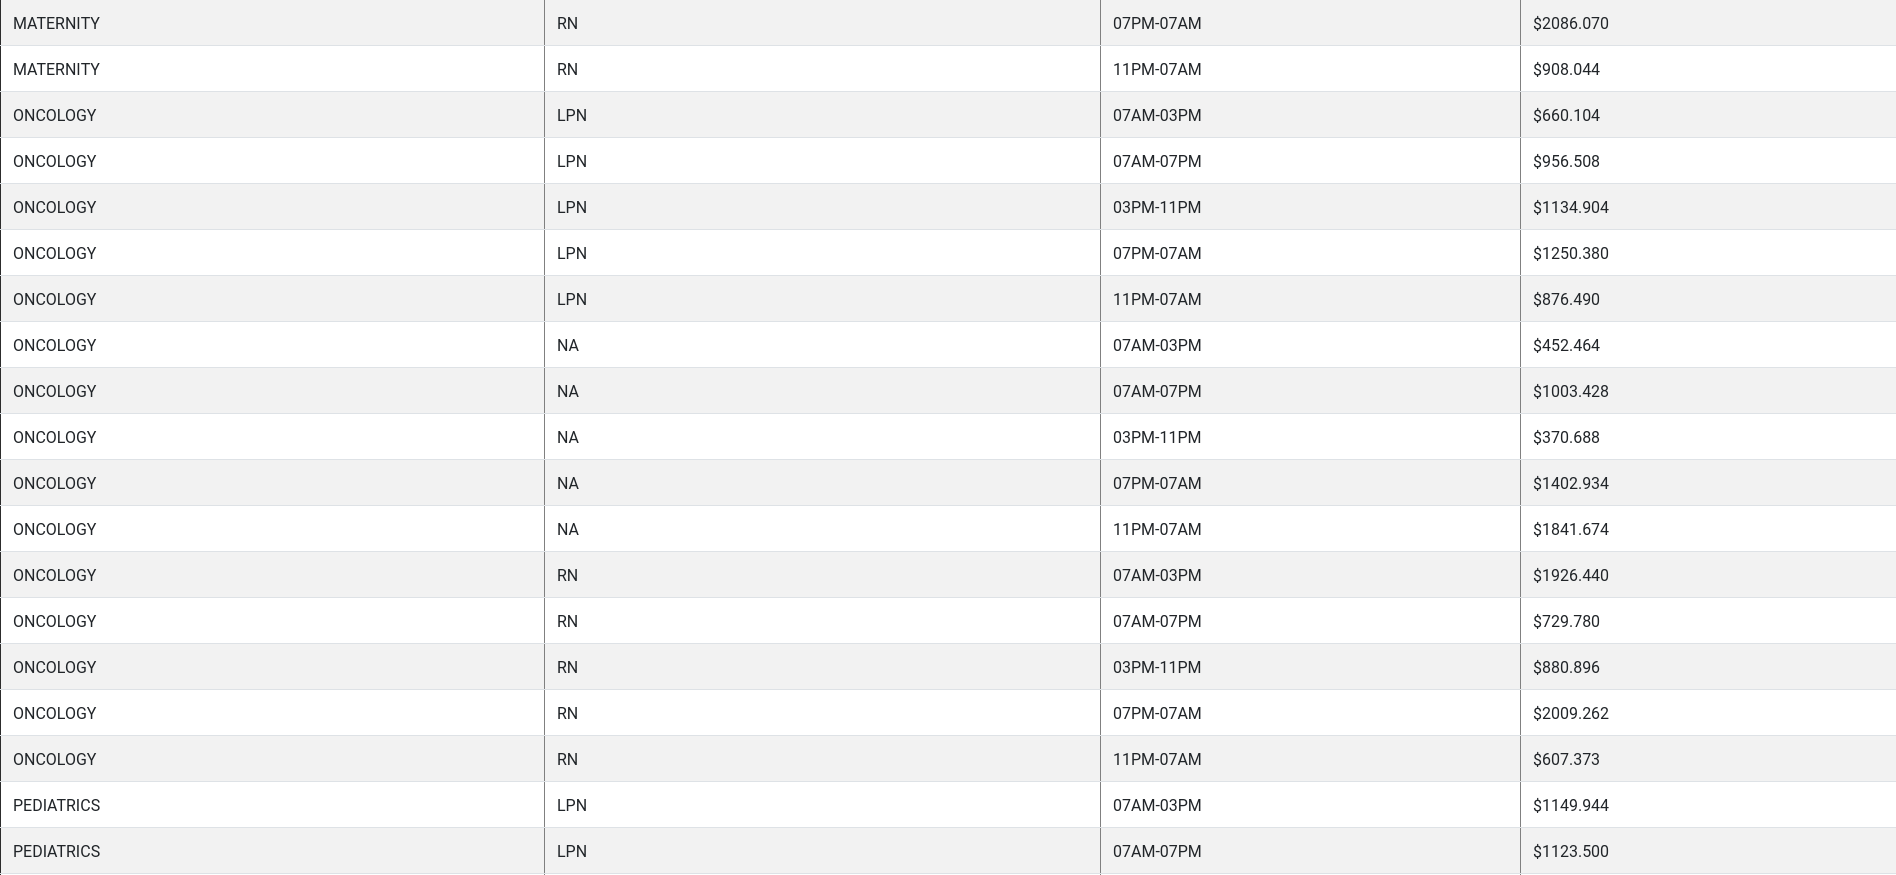 MATERNITY RN 07PM-07AM $2086.070
MATERNITY RN 11PM-07AM $908.044
ONCOLOGY LPN 07AM-03PM $660.104
ONCOLOGY LPN 07AM-07PM $956.508
ONCOLOGY LPN 03PM-11PM $1134.904
ONCOLOGY LPN 07PM-07AM $1250.380
ONCOLOGY LPN 11PM-07AM $876.490
ONCOLOGY NA 07AM-03PM $452.464
ONCOLOGY NA 07AM-07PM $1003.428
ONCOLOGY NA 03PM-11PM $370.688
ONCOLOGY NA 07PM-07AM $1402.934
ONCOLOGY NA 11PM-07AM $1841.674
ONCOLOGY RN 07AM-03PM $1926.440
ONCOLOGY RN 07AM-07PM $729.780
ONCOLOGY RN 03PM-11PM $880.896
ONCOLOGY RN 07PM-07AM $2009.262
ONCOLOGY RN 11PM-07AM $607.373
PEDIATRICS LPN 07AM-03PM $1149.944
PEDIATRICS LPN 07AM-07PM $1123.500